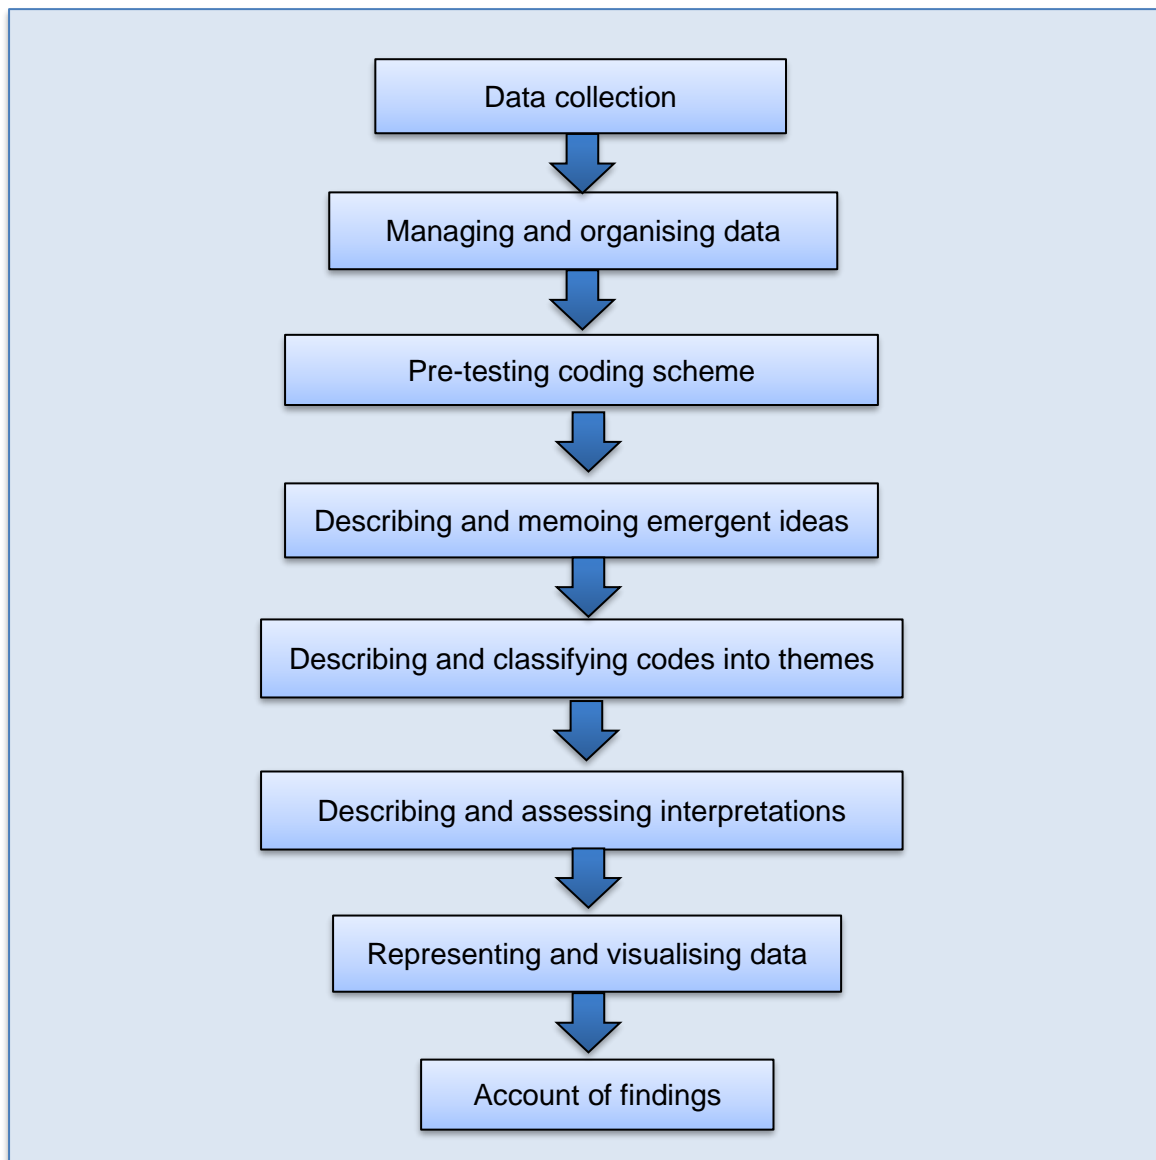 Data collection
Managing and organising data
Pre-testing coding scheme
Describing and memoing emergent ideas
Describing and classifying codes into themes
Describing and assessing interpretations
Representing and visualising data
Account of findings